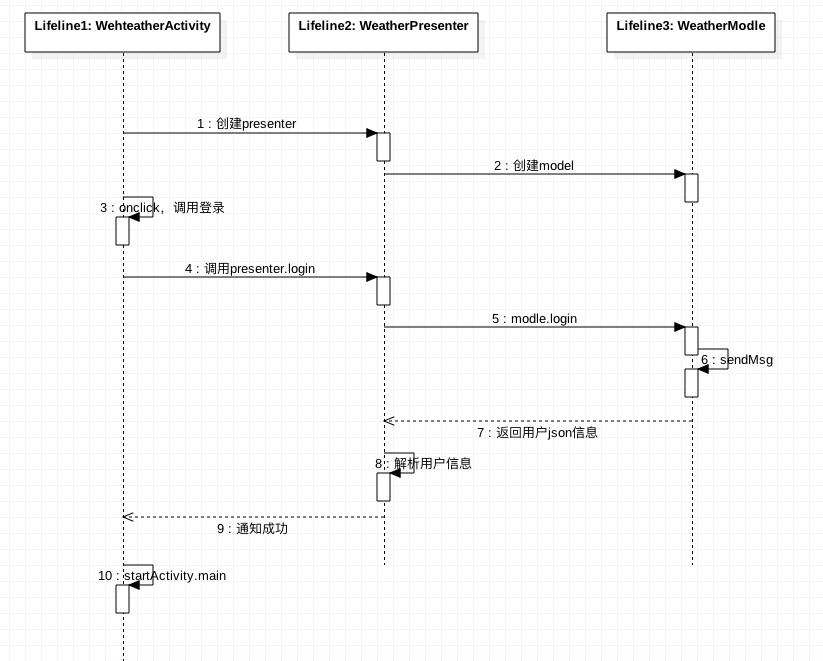 Lifeline1: WehteatherActivity
Lifeline2: WeatherPresenter
Lifeline3: WeatherModle
1 : 创建presenter
2 : 创建model
3 : onclick，调用登录
4 : 调用presenter.login
5 : modle.login
6 : sendMsg
7 : 返回用户json信息
8 : 解析用户信息
9 : 通知成功
10 : startActivity.main